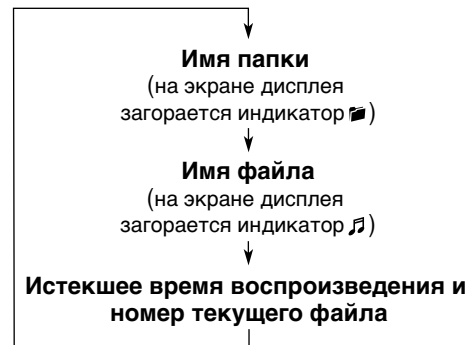 Имя папки
(на экране дисплея
загорается индикатор 📁)
Имя файла
(на экране дисплея
загорается индикатор 🎵)
Истекшее время воспроизведения и
номер текущего файла